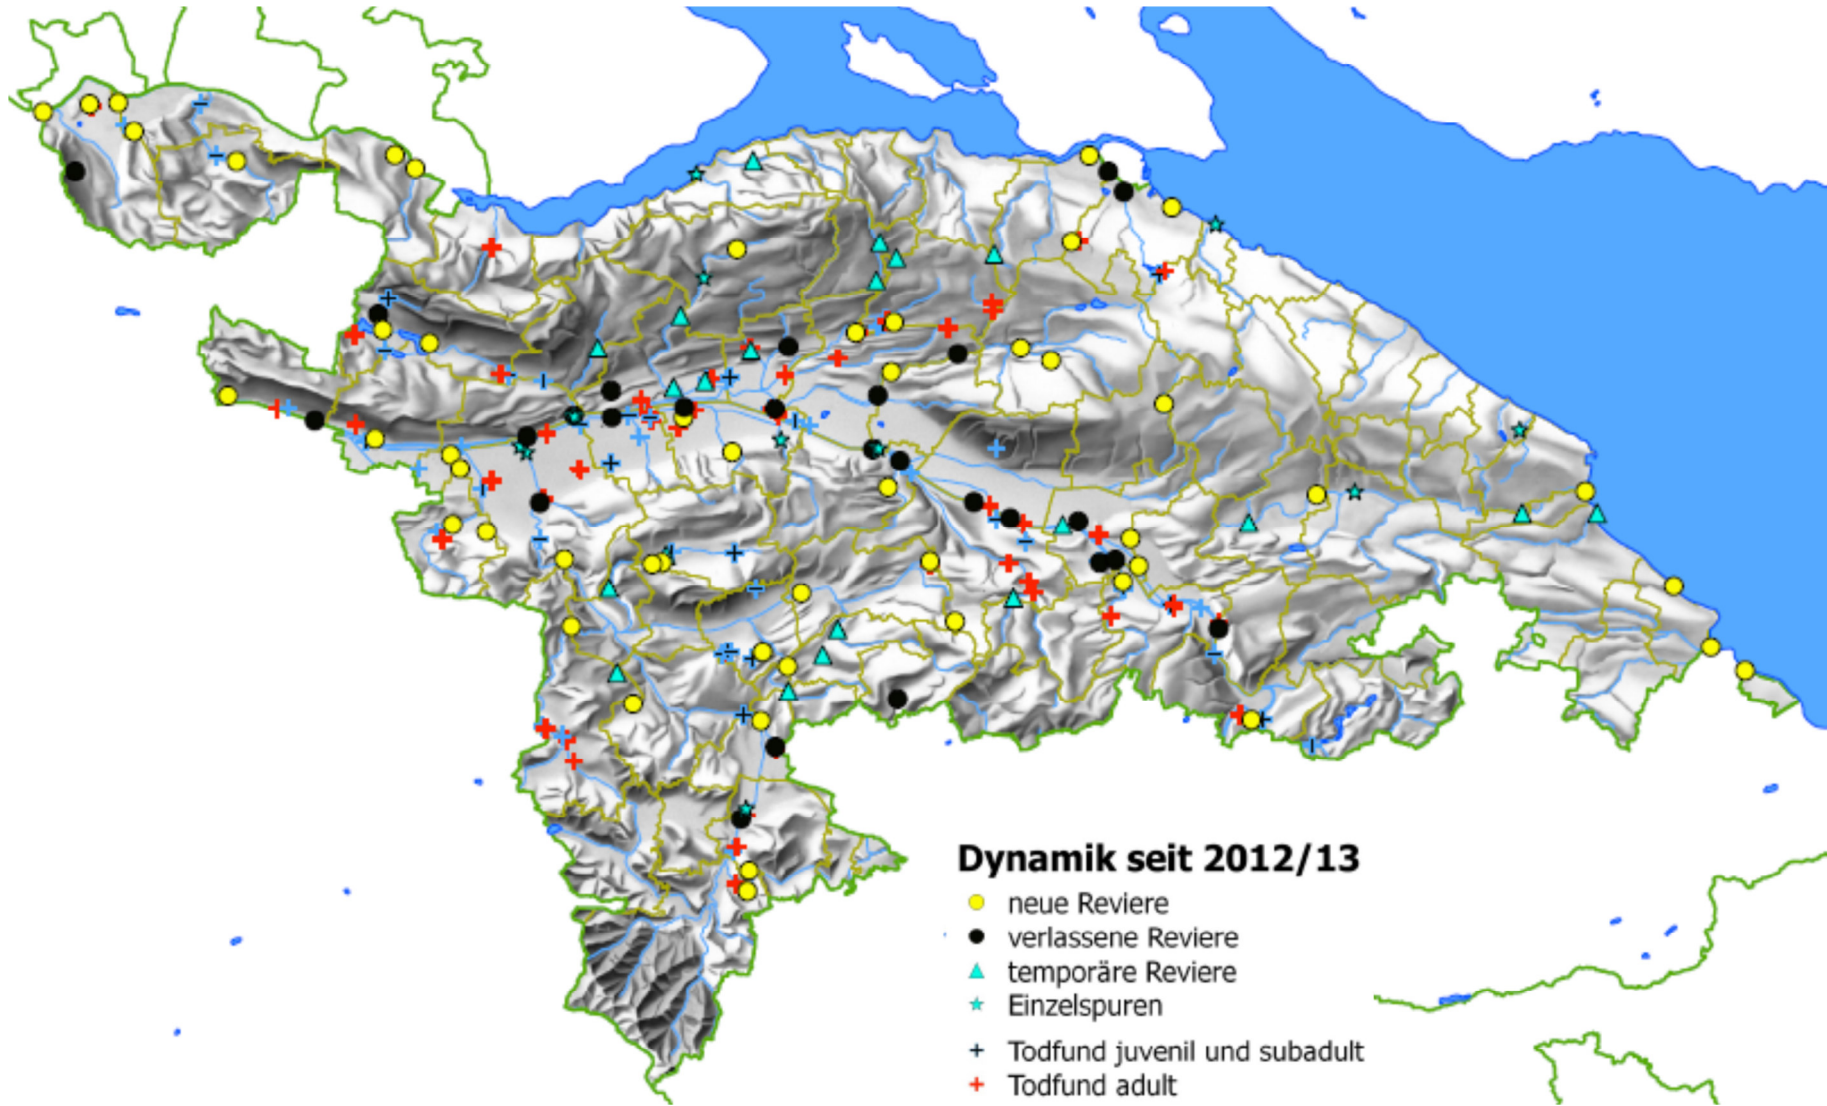 Dynamik seit 2012/13
neue Reviere
verlassene Reviere
temporäre Reviere
Einzelspuren
Todfund juvenil und subadult
Todfund adult